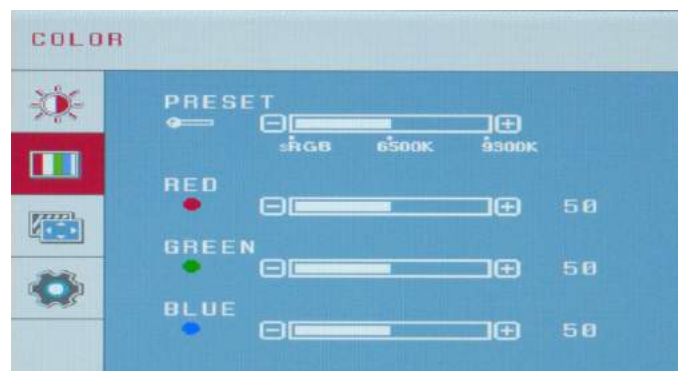 COLOR
PRESET
sRGB 6500K 9300K
RED
50
GREEN
50
BLUE
50